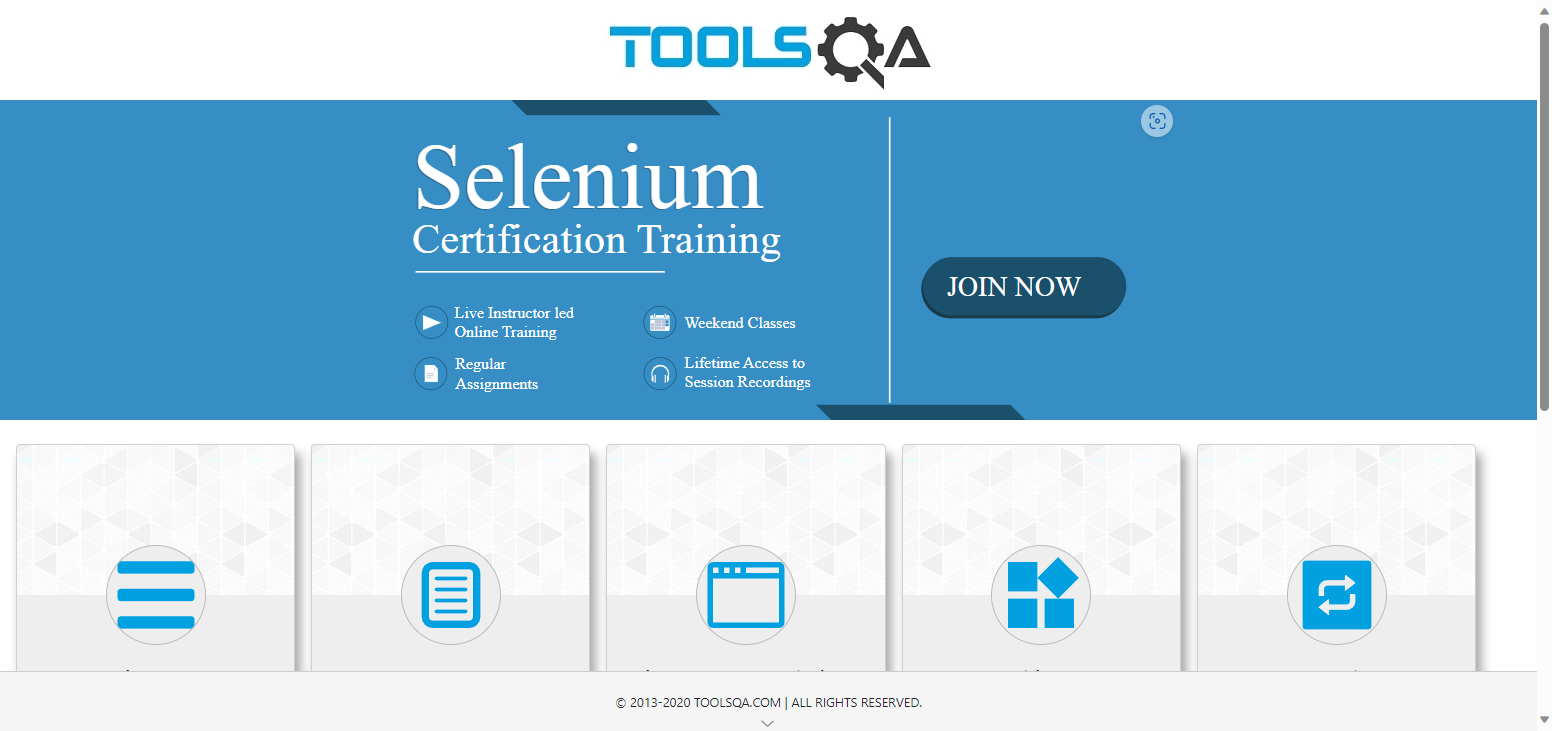 TOOLSQA
Selenium
Certification Training
JOIN NOW
Live Instructor led
Online Training
Weekend Classes
Regular
Assignments
Lifetime Access to
Session Recordings
© 2013-2020 TOOLSQA.COM | ALL RIGHTS RESERVED.